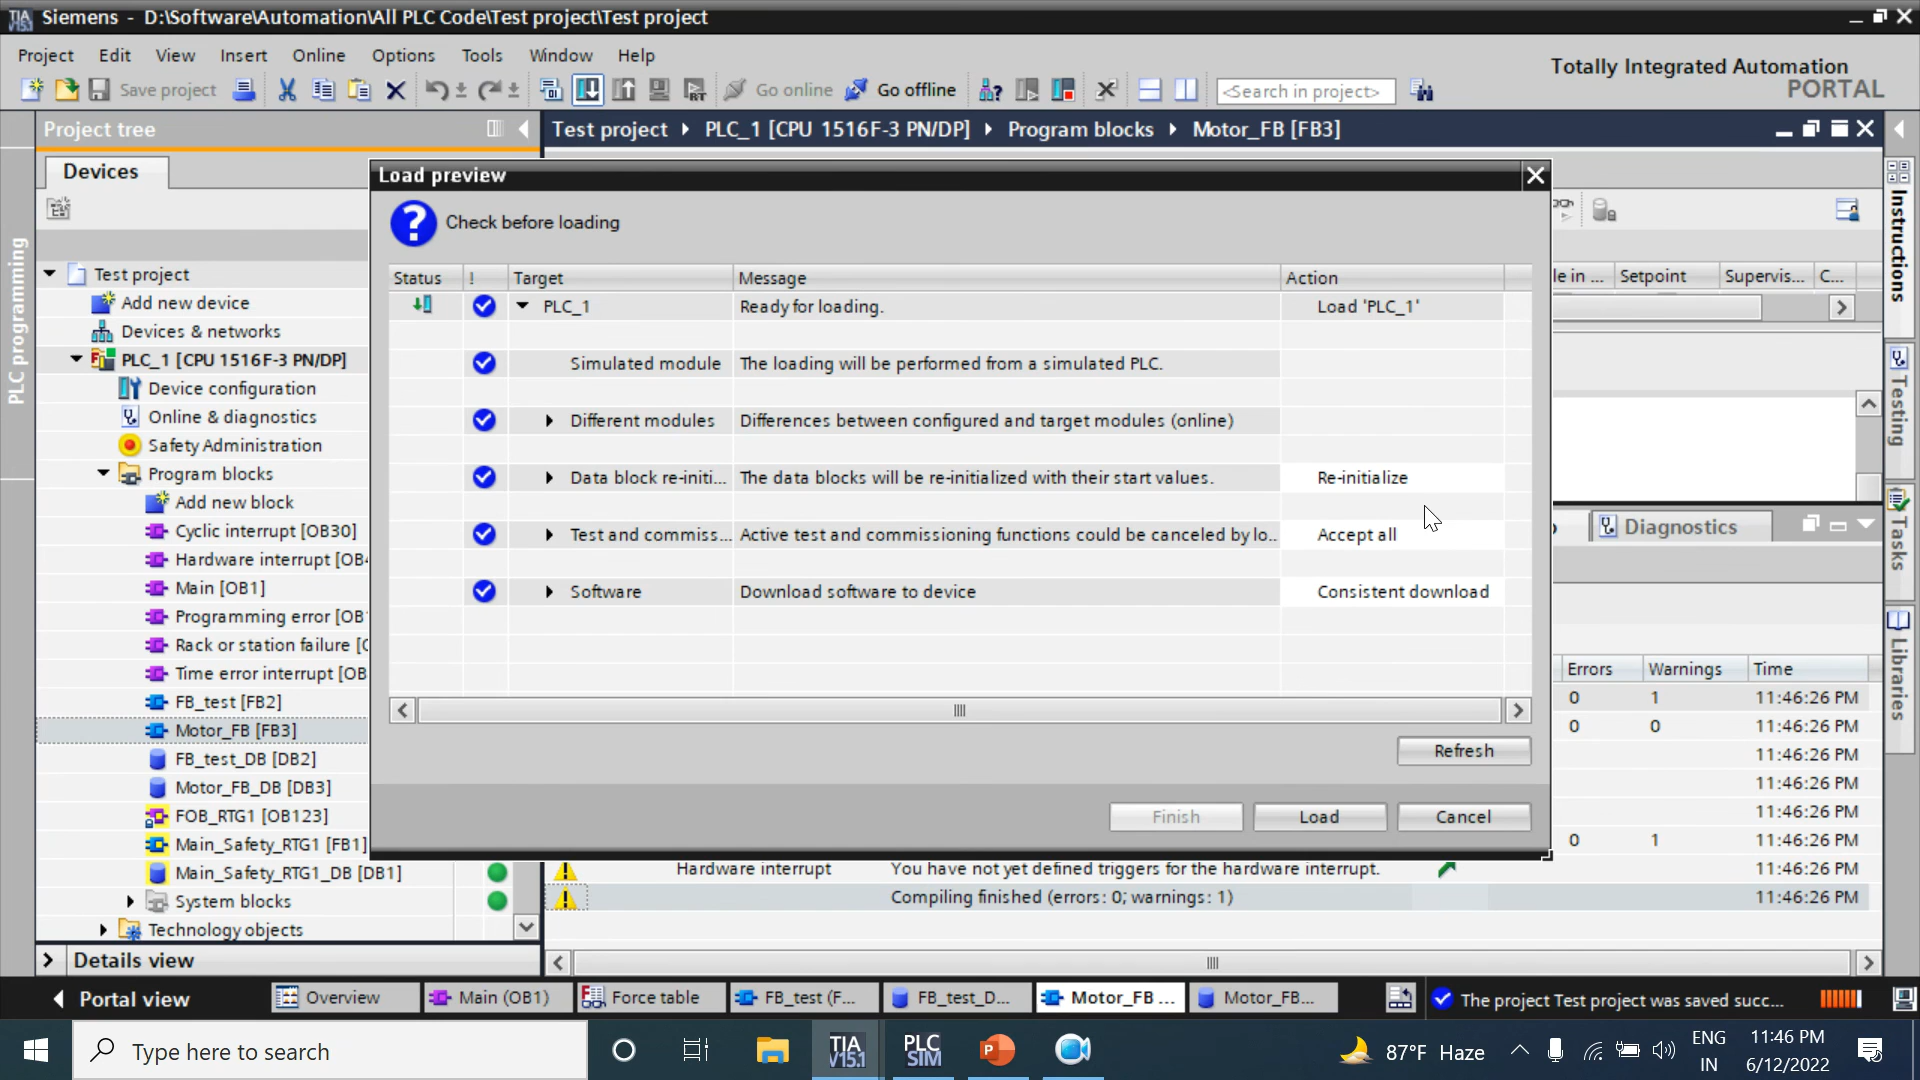 TIA V15.1 Siemens - D:\Software\Automation\All PLC Code\Test project\Test project
Project Edit View Insert Online Options Tools Window Help
Totally Integrated Automation
PORTAL
Save project Go online Go offline <Search in project>
Project tree
Test project PLC_1 [CPU 1516F-3 PN/DP] Program blocks Motor_FB [FB3]
Devices
PLC programming
Load preview
Check before loading
Status ! Target Message Action
PLC_1 Ready for loading. Load 'PLC_1'
Simulated module The loading will be performed from a simulated PLC.
Different modules Differences between configured and target modules (online)
Data block re-initi... The data blocks will be re-initialized with their start values. Re-initialize
Test and commiss... Active test and commissioning functions could be canceled by lo.. Accept all
Software Download software to device Consistent download
Refresh
Finish Load Cancel
Test project
Add new device
Devices & networks
PLC_1 [CPU 1516F-3 PN/DP]
Device configuration
Online & diagnostics
Safety Administration
Program blocks
Add new block
Cyclic interrupt [OB30]
Hardware interrupt [OB4
Main [OB1]
Programming error [OB1
Rack or station failure [O
Time error interrupt [OB
FB_test [FB2]
Motor_FB [FB3]
FB_test_DB [DB2]
Motor_FB_DB [DB3]
FOB_RTG1 [OB123]
Main_Safety_RTG1 [FB1]
Main_Safety_RTG1_DB [DB1]
System blocks
Technology objects
Details view
le in ... Setpoint Supervis... C...
Diagnostics
Errors Warnings Time
0 1 11:46:26 PM
0 0 11:46:26 PM
11:46:26 PM
11:46:26 PM
11:46:26 PM
0 1 11:46:26 PM
Hardware interrupt You have not yet defined triggers for the hardware interrupt. 11:46:26 PM
Compiling finished (errors: 0; warnings: 1) 11:46:26 PM
Instructions
Testing
Tasks
Libraries
Portal view Overview Main (OB1) Force table FB_test (F... FB_test_D... Motor_FB ... Motor_FB... The project Test project was saved succ...
Type here to search
TIA V15.1
PLC SIM
87°F Haze
ENG
IN
11:46 PM
6/12/2022